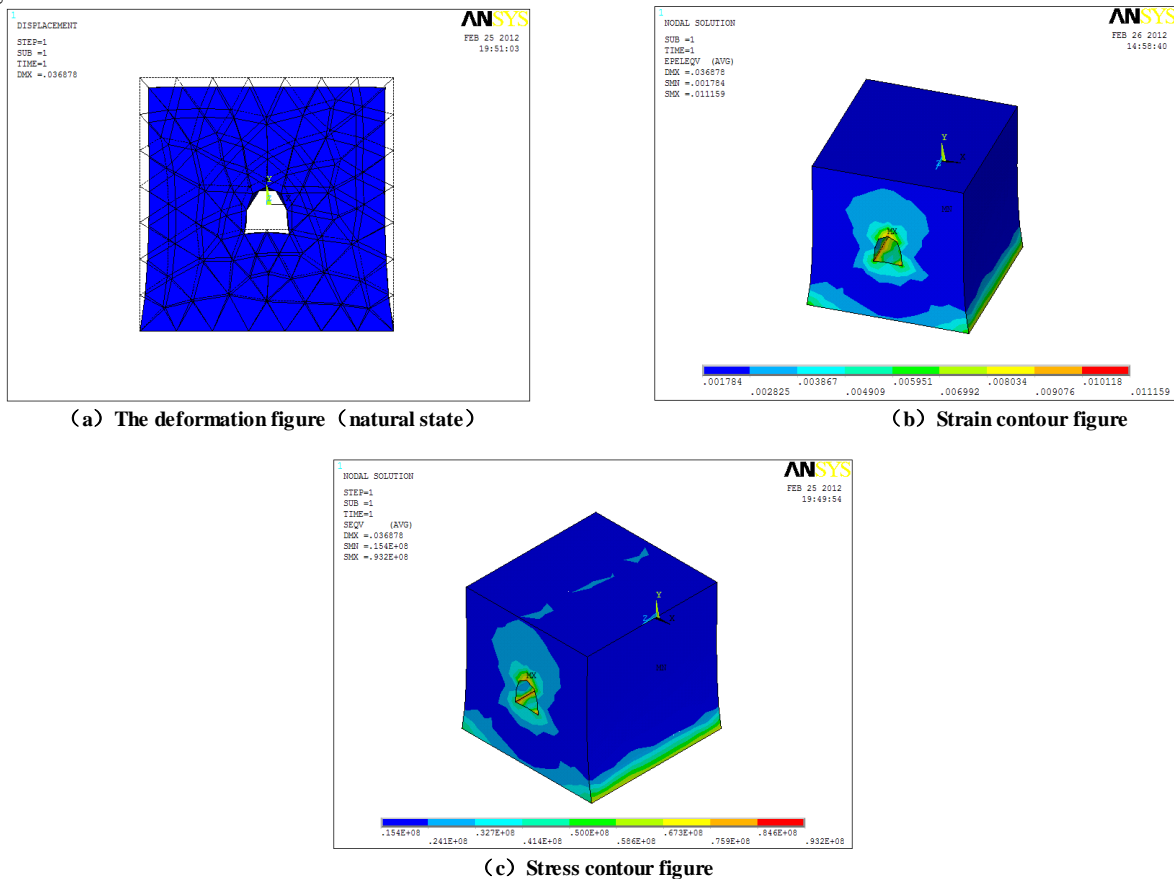 1
DISPLACEMENT
STEP=1
SUB =1
TIME=1
DMX =.036878
ANSYS
FEB 25 2012
19:51:03
Y
Z
(a) The deformation figure (natural state)
1
NODAL SOLUTION
SUB =1
TIME=1
EPELEQV (AVG)
DMX =.036878
SMN =.001784
SMX =.011159
ANSYS
FEB 26 2012
14:58:40
Y
Z X
MN
MX
.001784 .003867 .005951 .008034 .010118
.002825 .004909 .006992 .009076 .011159
(b) Strain contour figure
1
NODAL SOLUTION
STEP=1
SUB =1
TIME=1
SEQV (AVG)
DMX =.036878
SMN =.154E+08
SMX =.932E+08
ANSYS
FEB 25 2012
19:49:54
Y
Z X
MN
MX
.154E+08 .327E+08 .500E+08 .673E+08 .846E+08
.241E+08 .414E+08 .586E+08 .759E+08 .932E+08
(c) Stress contour figure